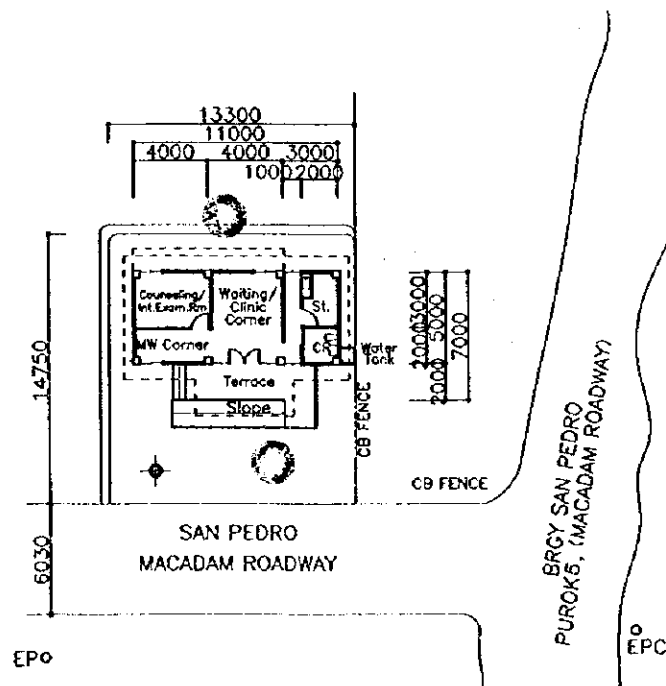 13300
11000
4000 4000 3000
1000 2000
14750
6030
Counseling/
Int.Exam.Rm
Waiting/
Clinic
Corner
St.
MW Corner
CR
Water
Tank
Terrace
Slope
3000
2000
5000
2000
7000
CB FENCE
CB FENCE
SAN PEDRO
MACADAM ROADWAY
BRGY SAN PEDRO
PUROK5, (MACADAM ROADWAY)
EP
EPC